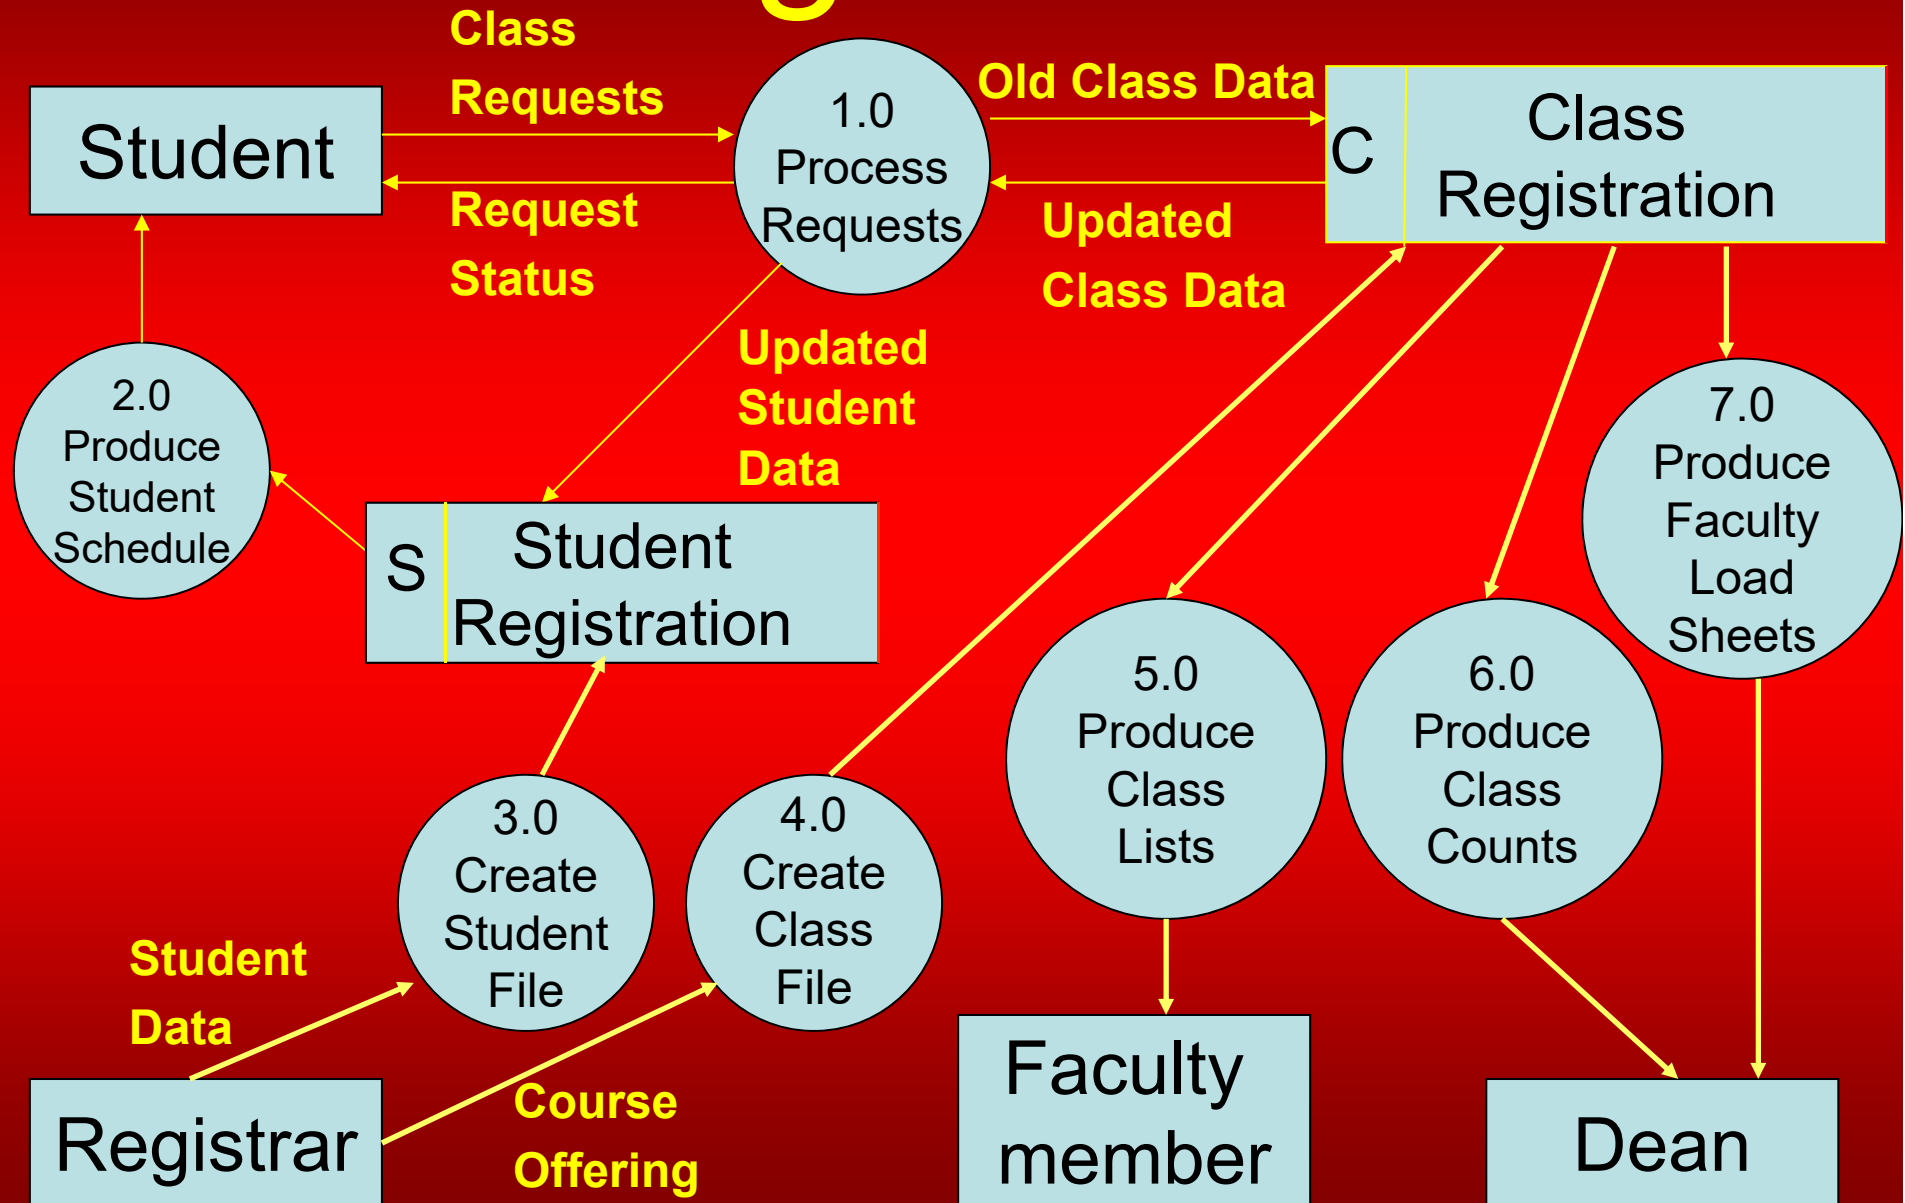 Class
Requests
Old Class Data
Student
1.0
Process
Requests
C
Class
Registration
Request
Status
Updated
Class Data
Updated
Student
Data
2.0
Produce
Student
Schedule
S
Student
Registration
7.0
Produce
Faculty
Load
Sheets
3.0
Create
Student
File
4.0
Create
Class
File
5.0
Produce
Class
Lists
6.0
Produce
Class
Counts
Student
Data
Registrar
Course
Offering
Faculty
member
Dean